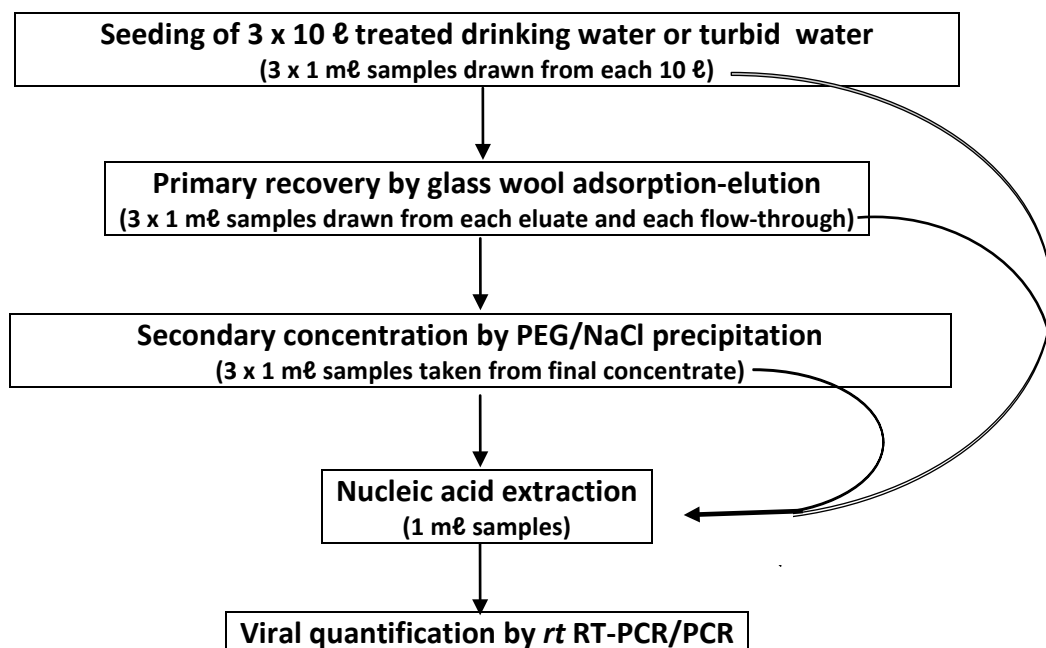 Seeding of 3 x 10 ℓ treated drinking water or turbid  water
(3 x 1 mℓ samples drawn from each 10 ℓ)
Primary recovery by glass wool adsorption-elution
(3 x 1 mℓ samples drawn from each eluate and each flow-through)
Secondary concentration by PEG/NaCl precipitation
(3 x 1 mℓ samples taken from final concentrate)
Nucleic acid extraction
(1 mℓ samples)
Viral quantification by rt RT-PCR/PCR